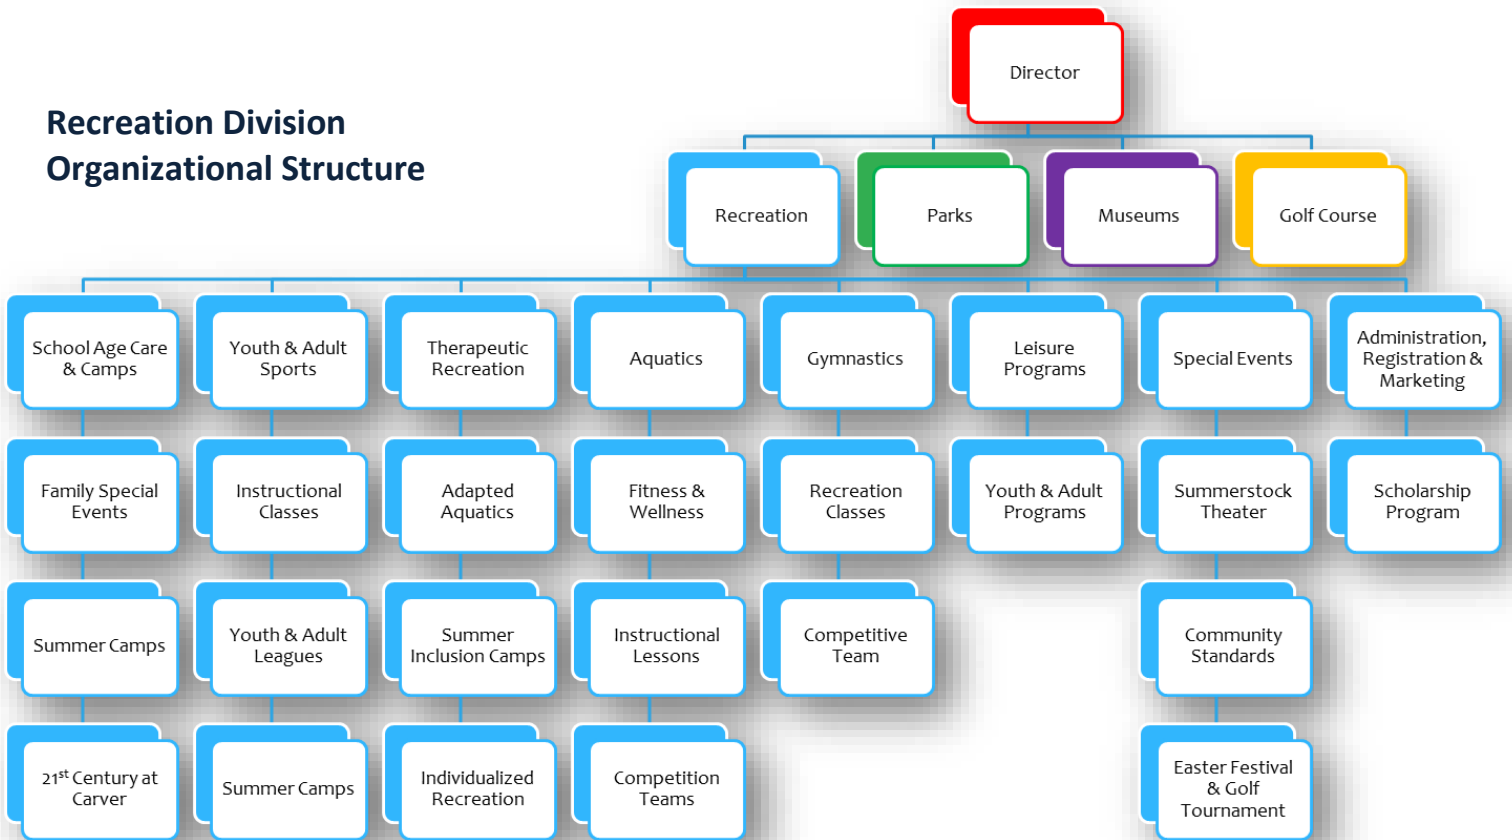 Recreation Division
Organizational Structure
Director
Recreation
Parks
Museums
Golf Course
School Age Care
& Camps
Youth & Adult
Sports
Therapeutic
Recreation
Aquatics
Gymnastics
Leisure
Programs
Special Events
Administration,
Registration &
Marketing
Family Special
Events
Instructional
Classes
Adapted
Aquatics
Fitness &
Wellness
Recreation
Classes
Youth & Adult
Programs
Summerstock
Theater
Scholarship
Program
Summer Camps
Youth & Adult
Leagues
Summer
Inclusion Camps
Instructional
Lessons
Competitive
Team
Community
Standards
21st Century at
Carver
Summer Camps
Individualized
Recreation
Competition
Teams
Easter Festival
& Golf
Tournament